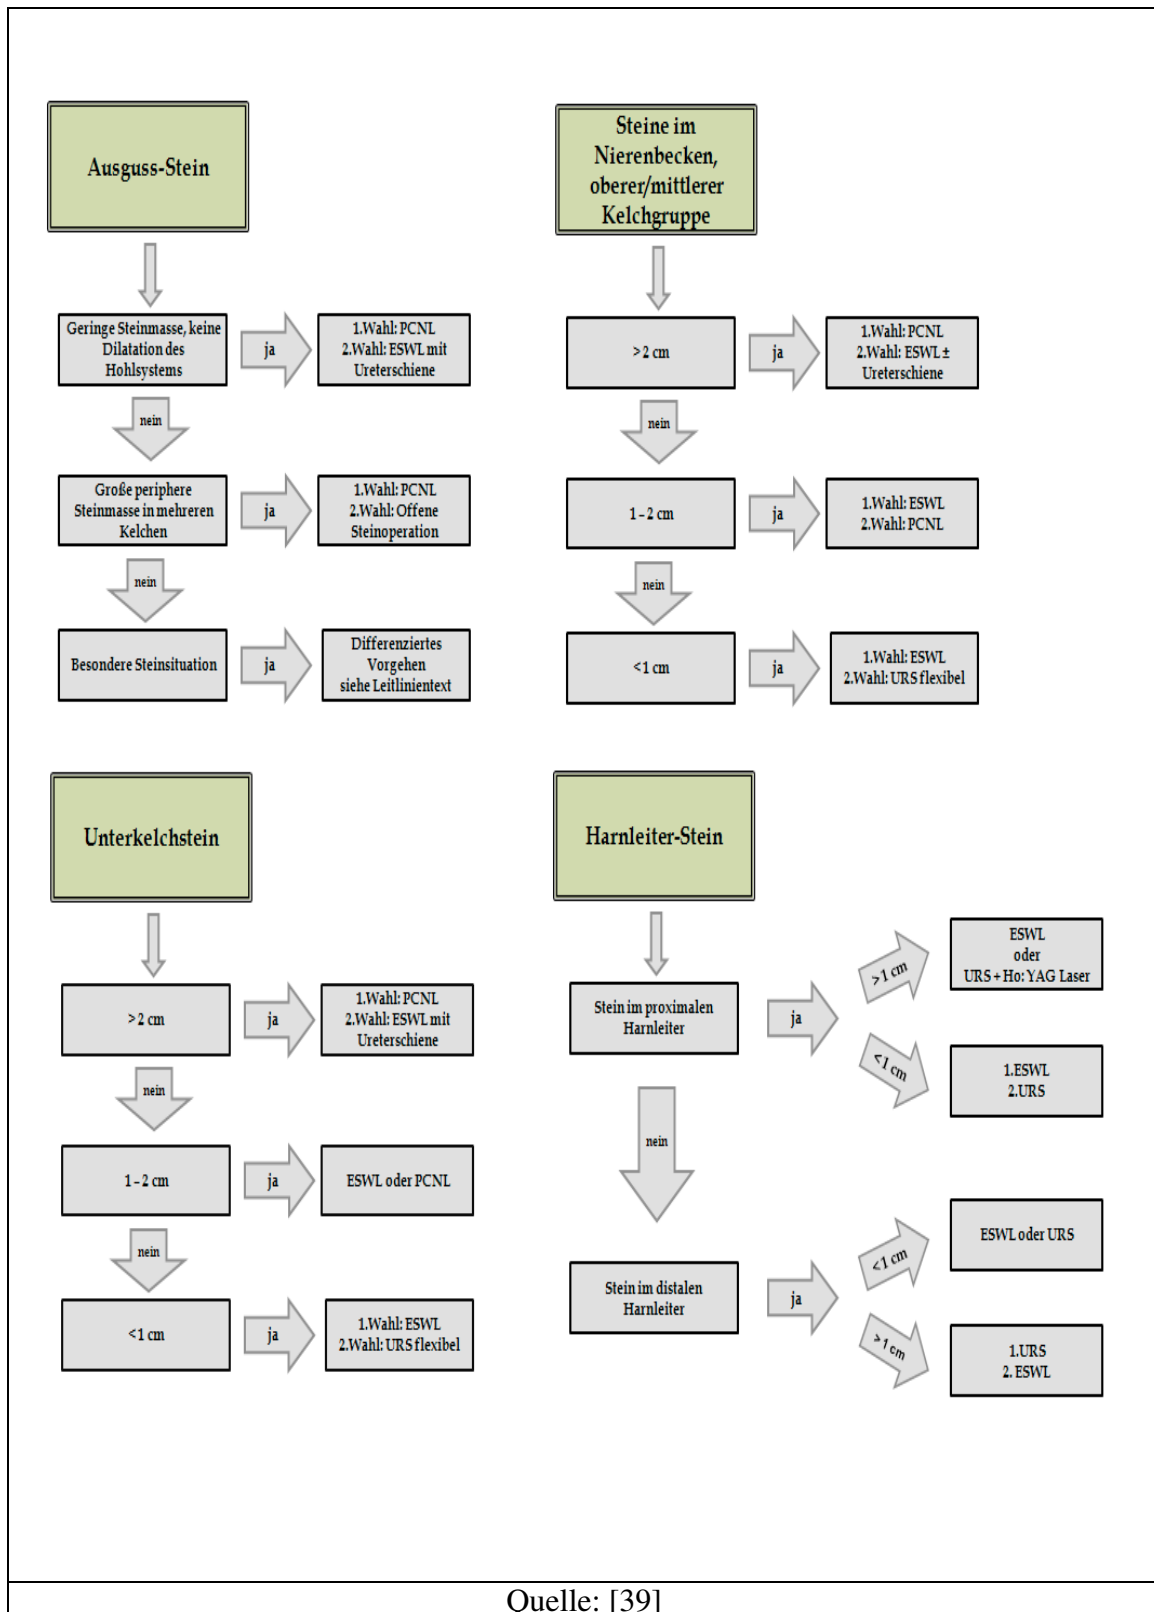 Ausguss-Stein
Geringe Steinmasse, keine
Dilatation des
Hohlsystems
ja
1.Wahl: PCNL
2.Wahl: ESWL mit
Ureterschiene
nein
Große periphere
Steinmasse in mehreren
Kelchen
ja
1.Wahl: PCNL
2.Wahl: Offene
Steinoperation
nein
Besondere Steinsituation
ja
Differenziertes
Vorgehen
siehe Leitlinientext
Steine im
Nierenbecken,
oberer/mittlerer
Kelchgruppe
>2 cm
ja
1.Wahl: PCNL
2.Wahl: ESWL ±
Ureterschiene
nein
1 – 2 cm
ja
1.Wahl: ESWL
2.Wahl: PCNL
nein
<1 cm
ja
1.Wahl: ESWL
2.Wahl: URS flexibel
Unterkelchstein
>2 cm
ja
1.Wahl: PCNL
2.Wahl: ESWL mit
Ureterschiene
nein
1 – 2 cm
ja
ESWL oder PCNL
nein
<1 cm
ja
1.Wahl: ESWL
2.Wahl: URS flexibel
Harnleiter-Stein
Stein im proximalen
Harnleiter
ja
>1 cm
ESWL
oder
URS + Ho: YAG Laser
<1 cm
1.ESWL
2.URS
nein
Stein im distalen
Harnleiter
ja
<1 cm
ESWL oder URS
>1 cm
1.URS
2. ESWL
Quelle: [39]